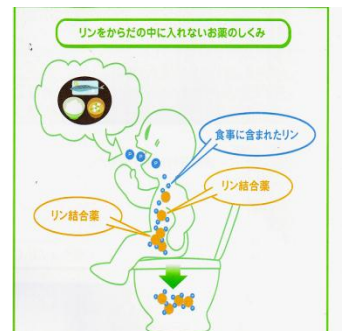 リンをからだの中に入れないお薬のしくみ
食事に含まれたリン
リン結合薬
リン結合薬